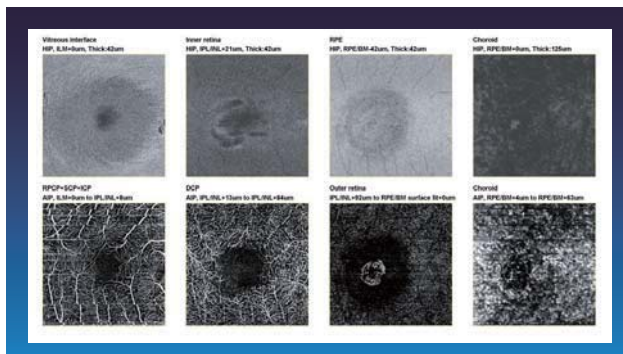 Vitreous interface
HIP, ILM+0um, Thick:42um
Inner retina
HIP, IPL/INL+21um, Thick:42um
RPE
HIP, RPE/BM-42um, Thick:42um
Choroid
HIP, RPE/BM+0um, Thick:125um
RPCP+SCP+ICP
AIP, ILM+0um to IPL/INL+8um
DCP
AIP, IPL/INL+13um to IPL/INL+84um
Outer retina
IPL/INL+92um to RPE/BM surface fit+0um
Choroid
AIP, RPE/BM+4um to RPE/BM+63um